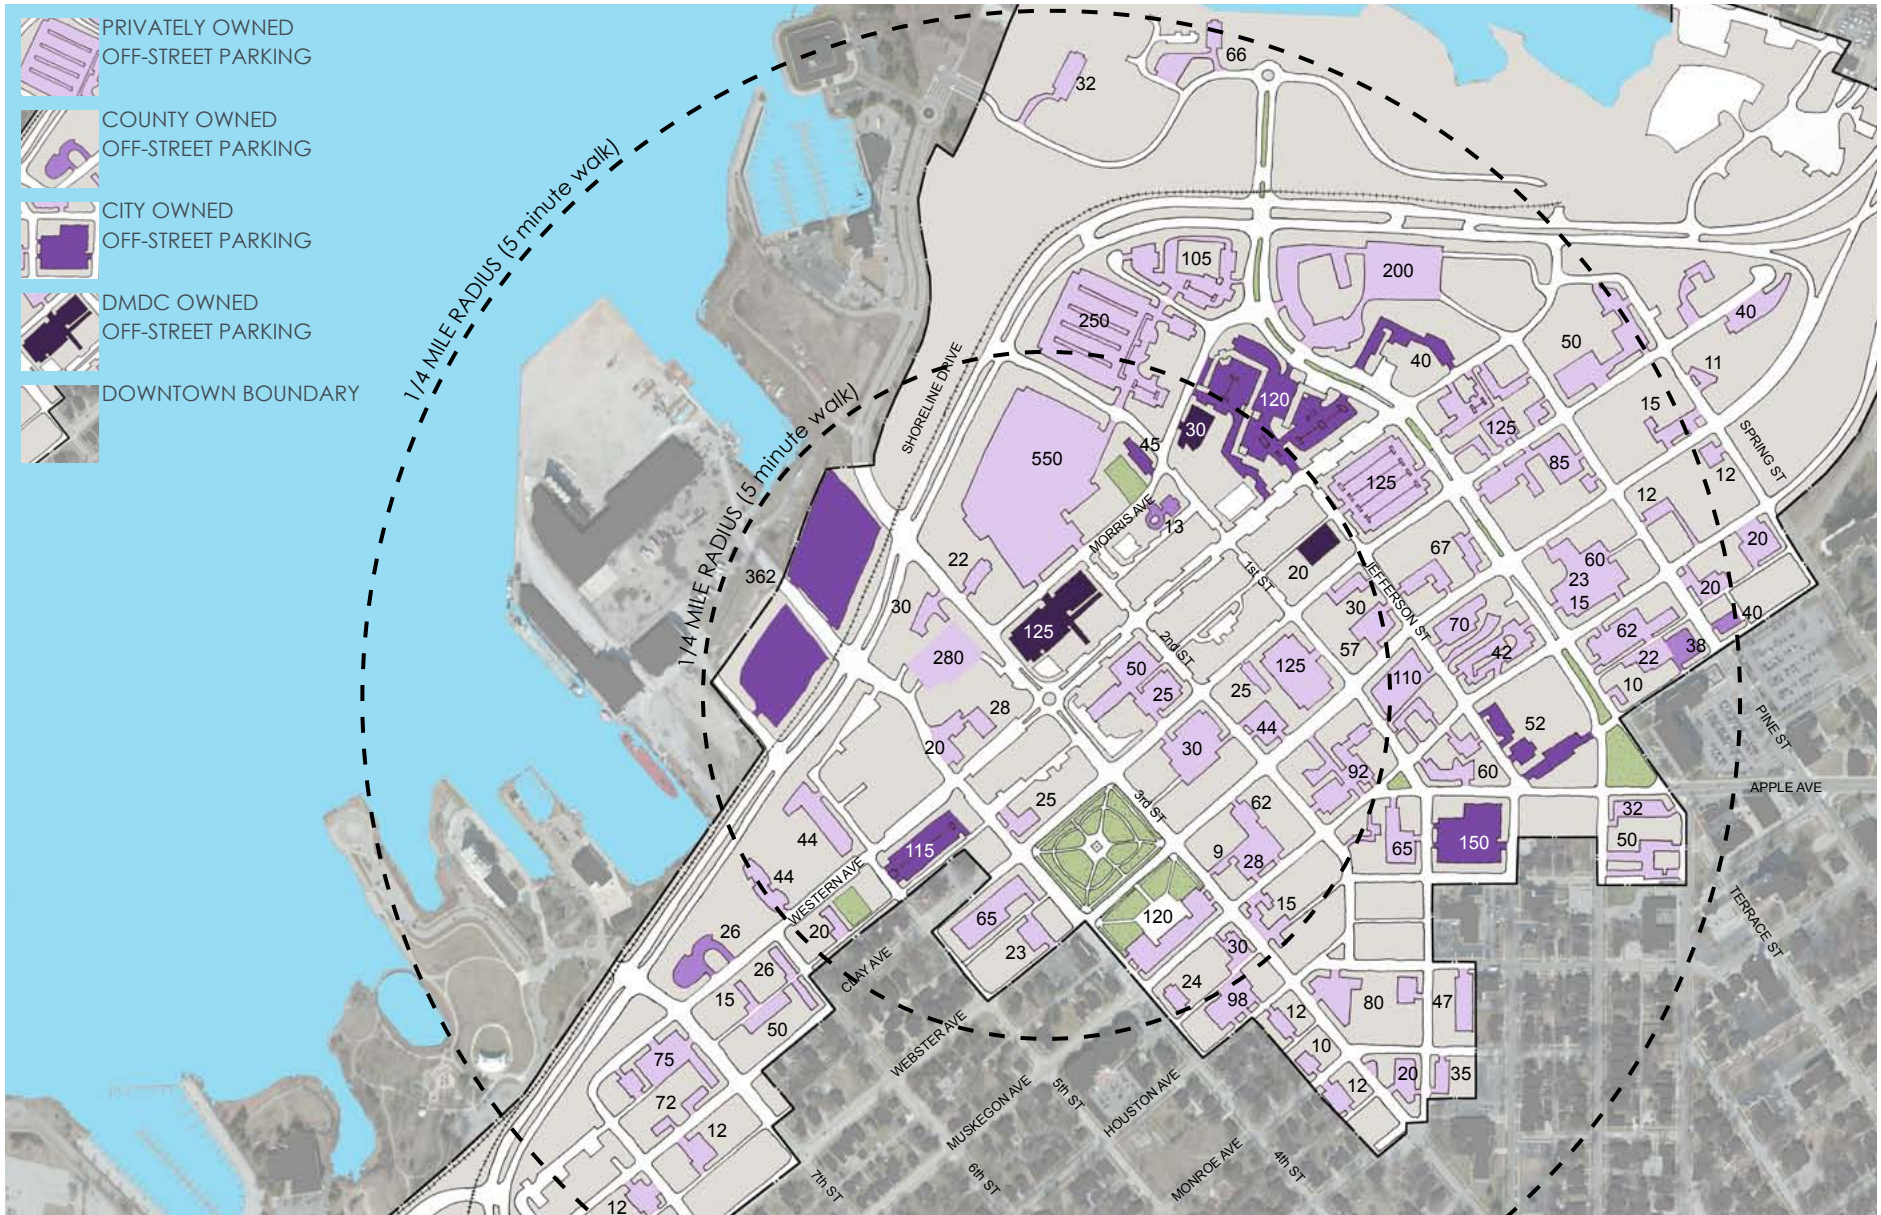 PRIVATELY OWNED
OFF-STREET PARKING
COUNTY OWNED
OFF-STREET PARKING
CITY OWNED
OFF-STREET PARKING
DMDC OWNED
OFF-STREET PARKING
DOWNTOWN BOUNDARY
1/4 MILE RADIUS (5 minute walk)
1/4 MILE RADIUS (5 minute walk)
66
32
105
200
250
40
50
40
11
120
30
45
550
15
125
SPRING ST
12
85
125
12
SHORELINE DRIVE
MORRIS AVE
13
20
67
60
23
15
20
362
22
1st ST
20
JEFFERSON ST
30
30
40
125
70
62
38
2nd ST
57
42
22
280
50
125
110
10
25
25
28
44
52
PINE ST
20
30
92
60
APPLE AVE
25
3rd ST
62
32
44
115
9
28
65
150
50
44
WESTERN AVE
15
TERRACE ST
26
20
65
120
23
30
CLAY AVE
26
15
24
98
80
47
50
12
WEBSTER AVE
10
75
12
20
35
72
MUSKEGON AVE
5th ST
HOUSTON AVE
12
7th ST
6th ST
MONROE AVE
4th ST
12